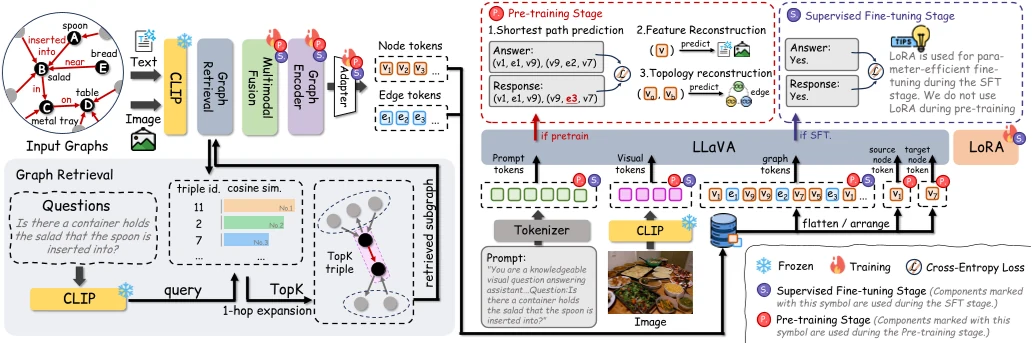 spoon
A
inserted
into
bread
near
E
B
salad
in
on
table
C
D
metal tray
Input Graphs
Text
Image
CLIP
Graph
Retrieval
Multimodal
Fusion
P
S
Graph
Encoder
P
S
Training
Adapter
P
S
Node tokens
v1 v2 v3 ...
Edge tokens
e1 e2 e3 ...
Graph Retrieval
Questions
Is there a container holds
the salad that the spoon is
inserted into?
CLIP
query
triple id. cosine sim.
11 No.1
2 No.2
7 No.3
... ...
TopK
1-hop expansion
TopK
triple
retrieved subgraph
P Pre-training Stage
1.Shortest path prediction
Answer:
(v1, e1, v9), (v9, e2, v7)
Response:
(v1, e1, v9), (v9, e3, v7)
L
2.Feature Reconstruction
(v) predict
3.Topology reconstruction
(va, vb) predict edge
S Supervised Fine-tuning Stage
Answer:
Yes.
Response:
Yes.
L
TIPS
LoRA is used for para-
meter-efficient fine-
tuning during the SFT
stage. We do not use
LoRA during pre-training
if pretrain
if SFT.
LLaVA
LoRA
S
Prompt
tokens
P S
Visual
tokens
P S
graph
tokens
v1 e1 v9 v9 e2 v7 v5 e3 v1 ...
P S
source
node
token
v1
P
target
node
token
v7
P
flatten / arrange
Tokenizer
CLIP
Prompt:
"You are a knowledgeable
visual question answering
assistant...Question:Is
there a container holds
the salad that the spoon is
inserted into?"
Image
Frozen
Training
L Cross-Entropy Loss
S Supervised Fine-tuning Stage (Components marked
with this symbol are used during the SFT stage.)
P Pre-training Stage (Components marked with this
symbol are used during the Pre-training stage.)